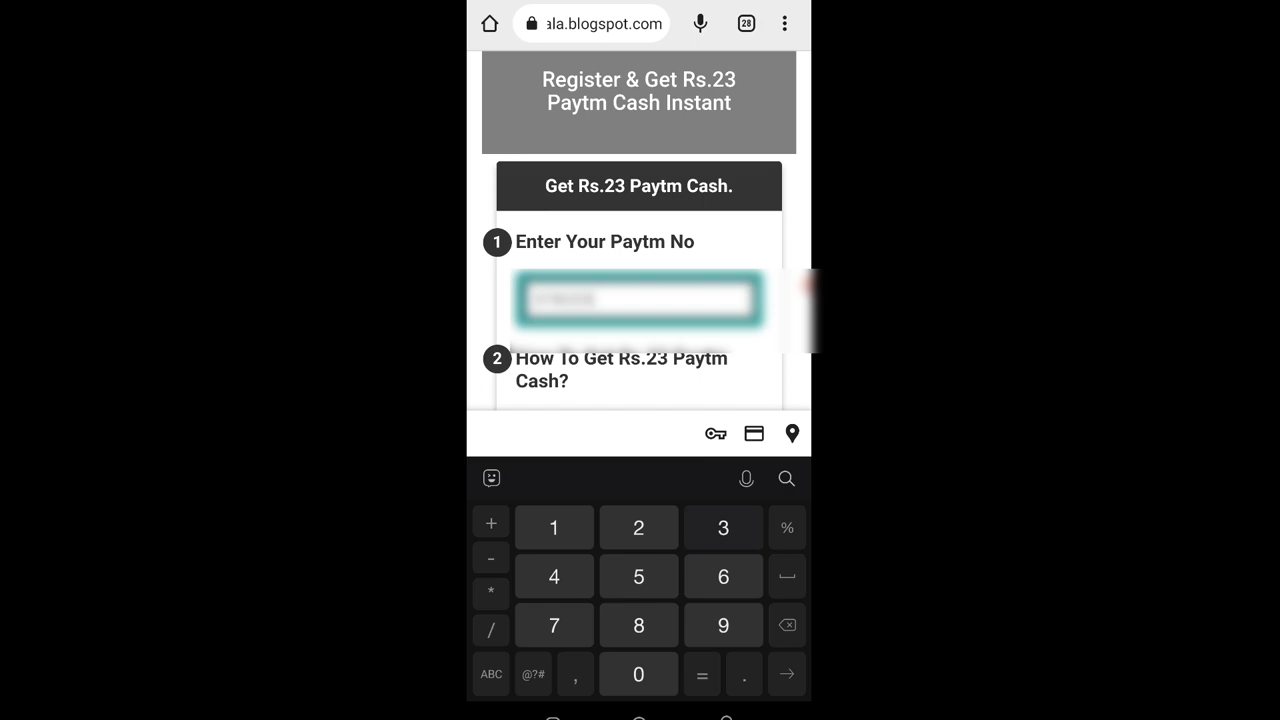 ala.blogspot.com
28
Register & Get Rs.23
Paytm Cash Instant
Get Rs.23 Paytm Cash.
1 Enter Your Paytm No
2 How To Get Rs.23 Paytm
Cash?
+ 1 2 3 %
- 4 5 6
* 7 8 9
/
ABC @?# , 0 = .